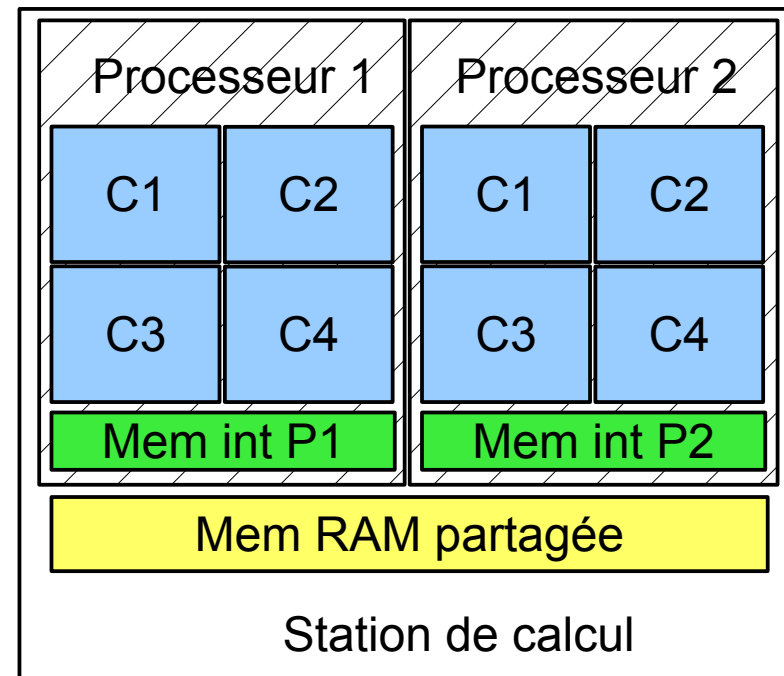 Processeur 1
Processeur 2
C1 C2
C1 C2
C3 C4
C3 C4
Mem int P1
Mem int P2
Mem RAM partagée
Station de calcul